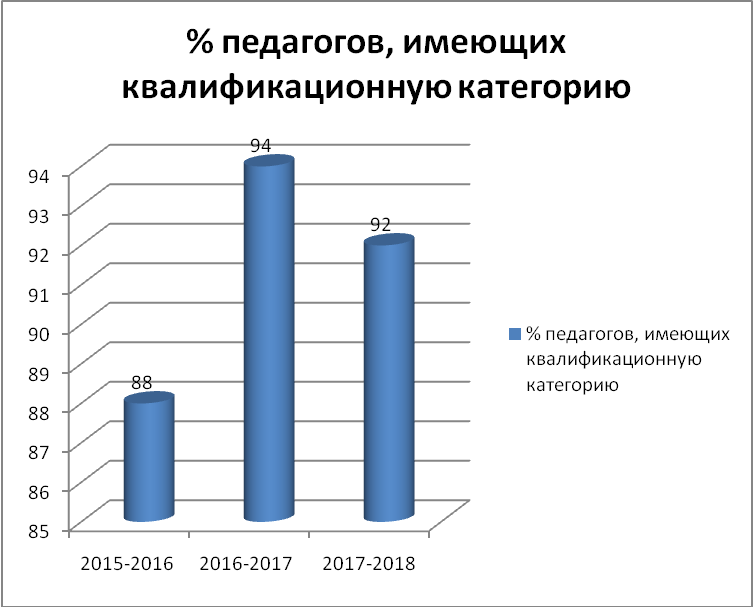 % педагогов, имеющих
квалификационную категорию
94
94
93
92
92
91
90
89
88
88
87
86
85
2015-2016 2016-2017 2017-2018
% педагогов, имеющих
квалификационную
категорию